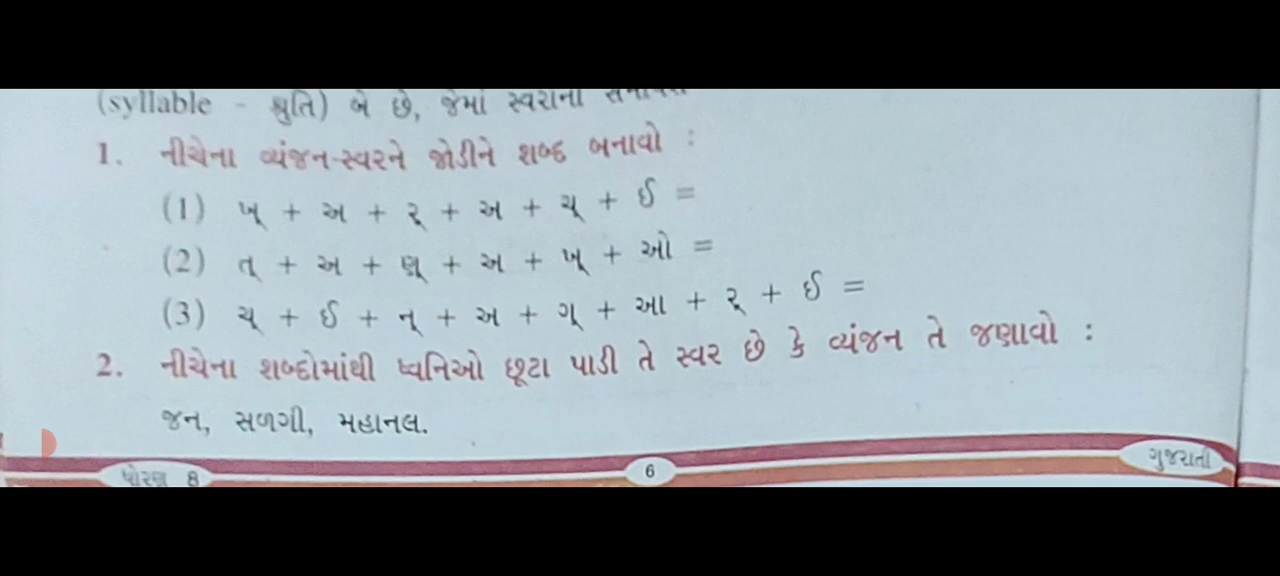 (syllable - શ્રુતિ) બે છે, જેમાં સ્વરોના
1. નીચેના વ્યંજન-સ્વરને જોડીને શબ્દ બનાવો :
(1) ખ્ + અ + ર્ + અ + ચ્ + ઈ =
(2) ત્ + અ + ણ્ + અ + ખ્ + ઓ =
(3) ચ્ + ઈ + ન્ + અ + ગ્ + આ + ર્ + ઈ =
2. નીચેના શબ્દોમાંથી ધ્વનિઓ છૂટા પાડી તે સ્વર છે કે વ્યંજન તે જણાવો :
જન, સળગી, મહાનલ.
ધોરણ 8
6
ગુજરાતી